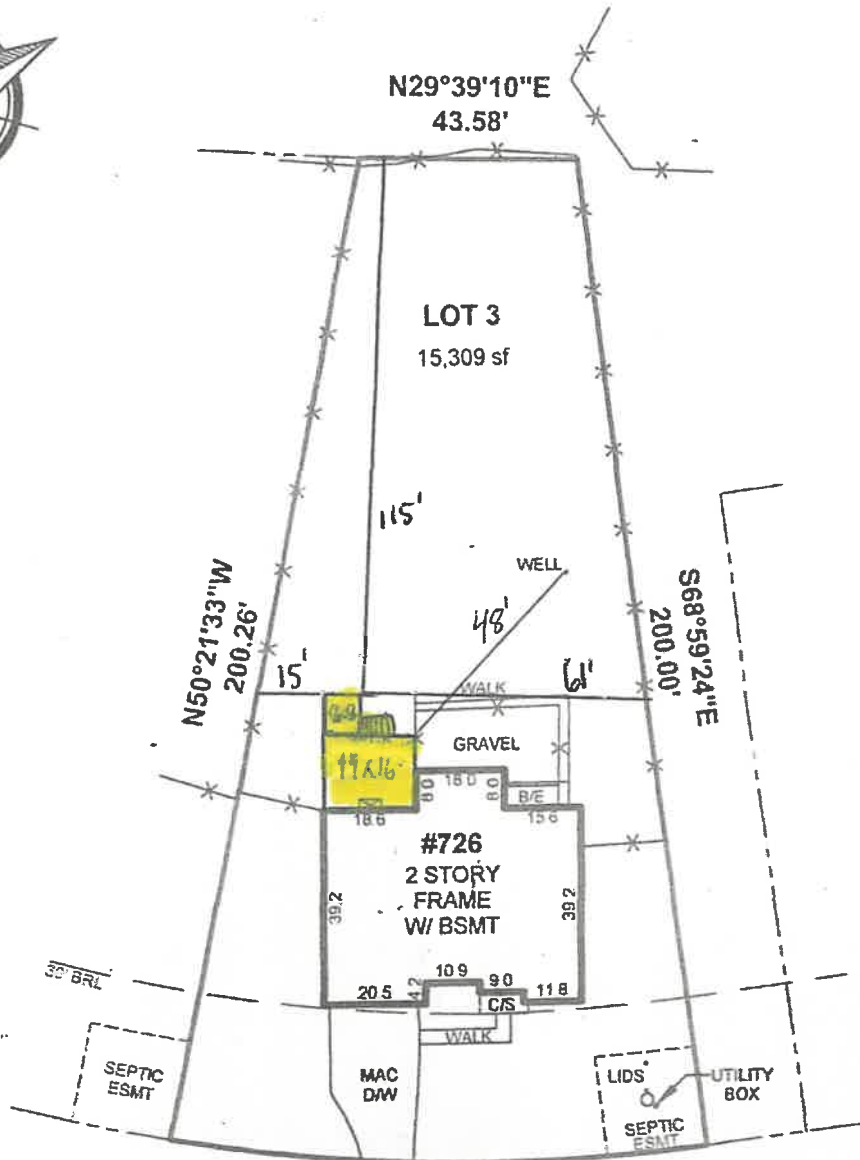 N29°39'10"E
43.58'
LOT 3
15,309 sf
115'
WELL
48'
N50°21'33"W
200.26'
S68°59'24"E
200.00'
15'
61'
WALK
GRAVEL
18.0
8.0
8.0
B/E
18.6
15.6
#726
2 STORY
FRAME
W/ BSMT
39.2
39.2
30' BRL
10.9
9.0
20.5
4.2
11.8
C/S
WALK
SEPTIC
ESMT
MAC
D/W
LIDS
UTILITY
BOX
SEPTIC
ESMT